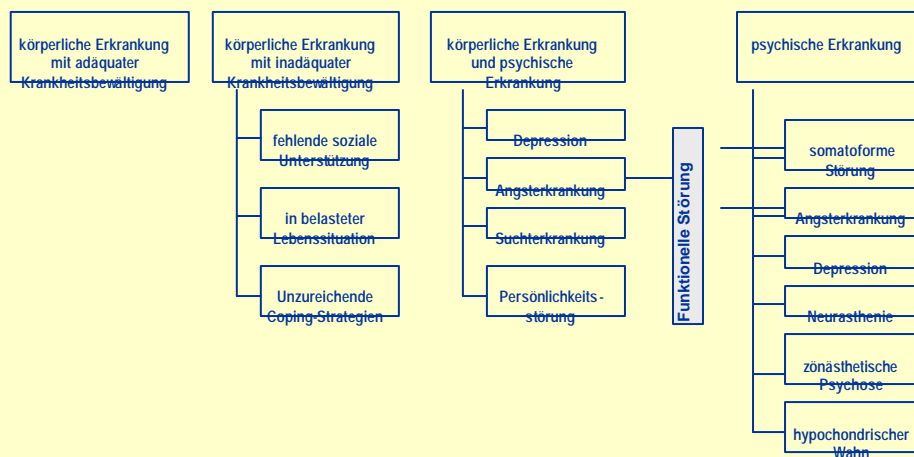 körperliche Erkrankung
mit adäquater
Krankheitsbewältigung
körperliche Erkrankung
mit inadäquater
Krankheitsbewältigung
fehlende soziale
Unterstützung
in belasteter
Lebenssituation
Unzureichende
Coping-Strategien
körperliche Erkrankung
und psychische
Erkrankung
Depression
Angsterkrankung
Suchterkrankung
Persönlichkeits-
störung
Funktionelle Störung
psychische Erkrankung
somatoforme
Störung
Angsterkrankung
Depression
Neurasthenie
zönästhetische
Psychose
hypochondrischer
Wahn